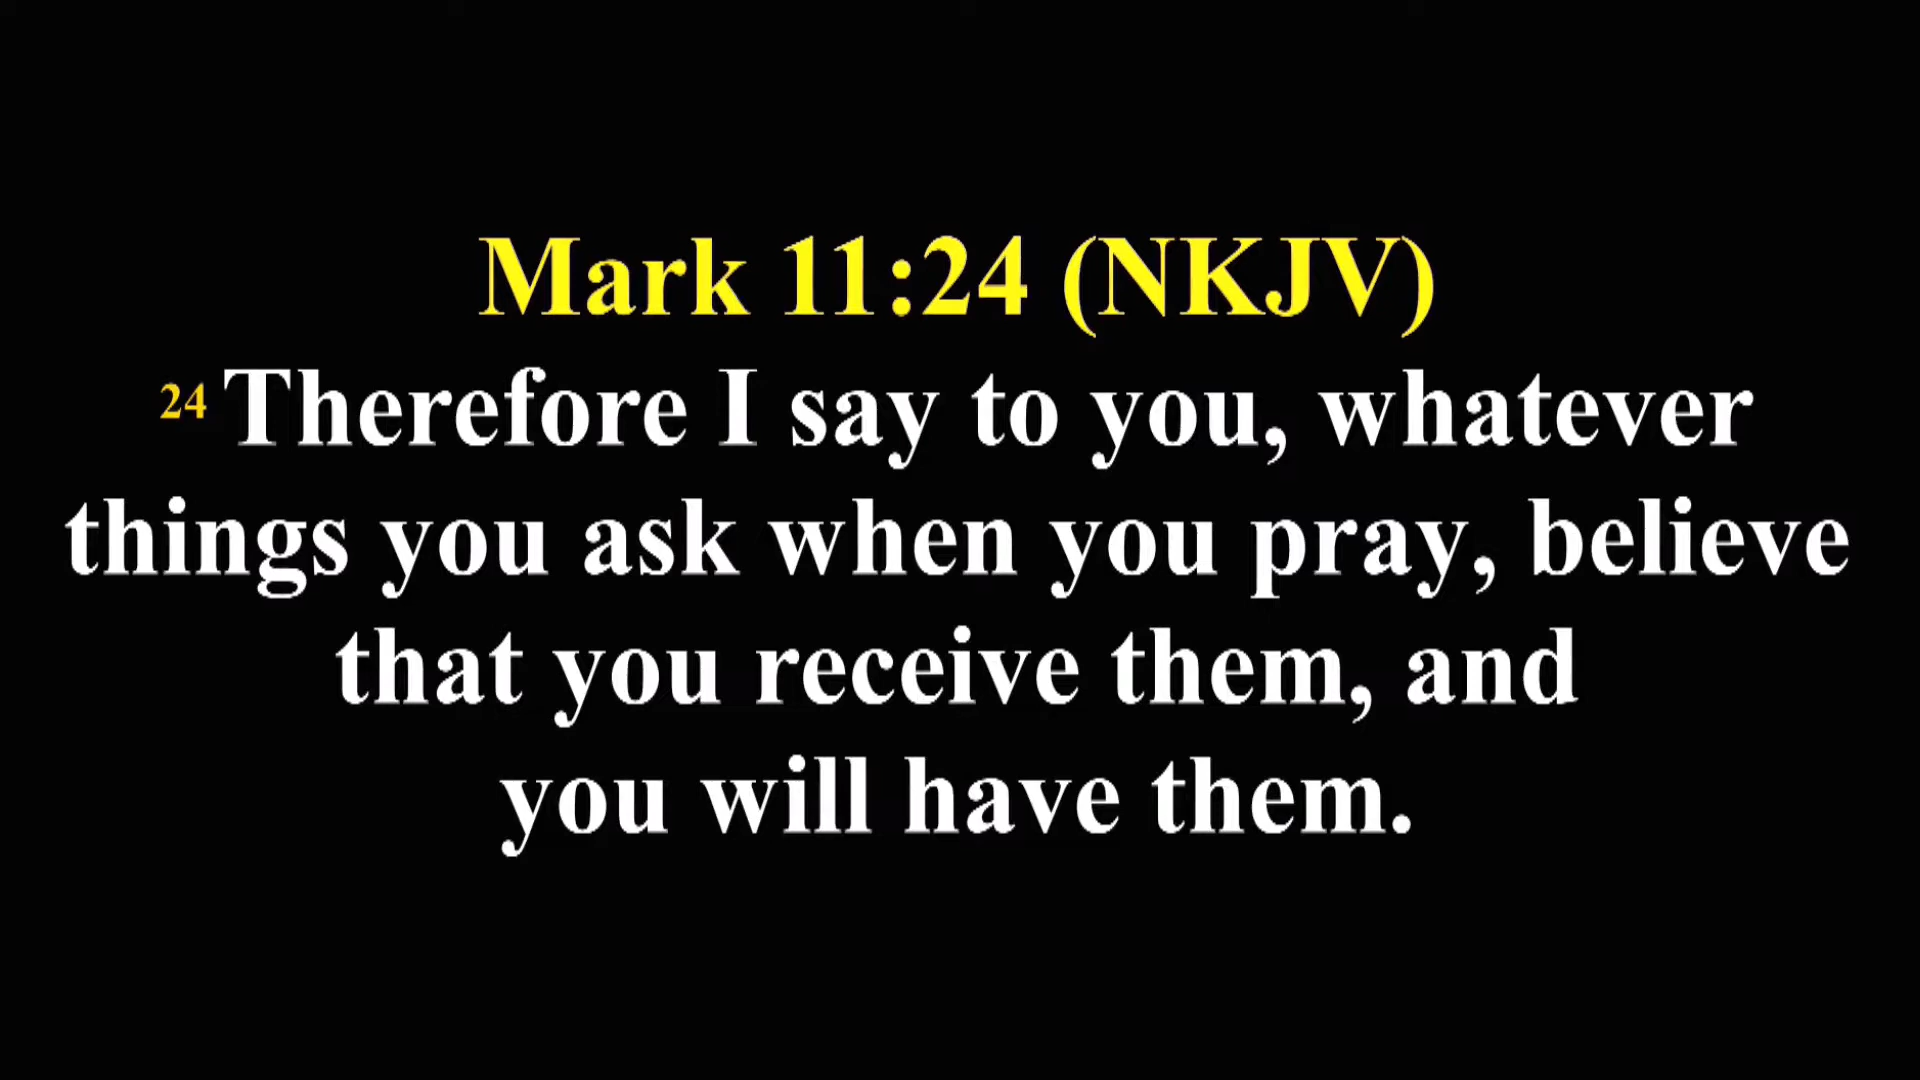 Mark 11:24 (NKJV)
24 Therefore I say to you, whatever
things you ask when you pray, believe
that you receive them, and
you will have them.